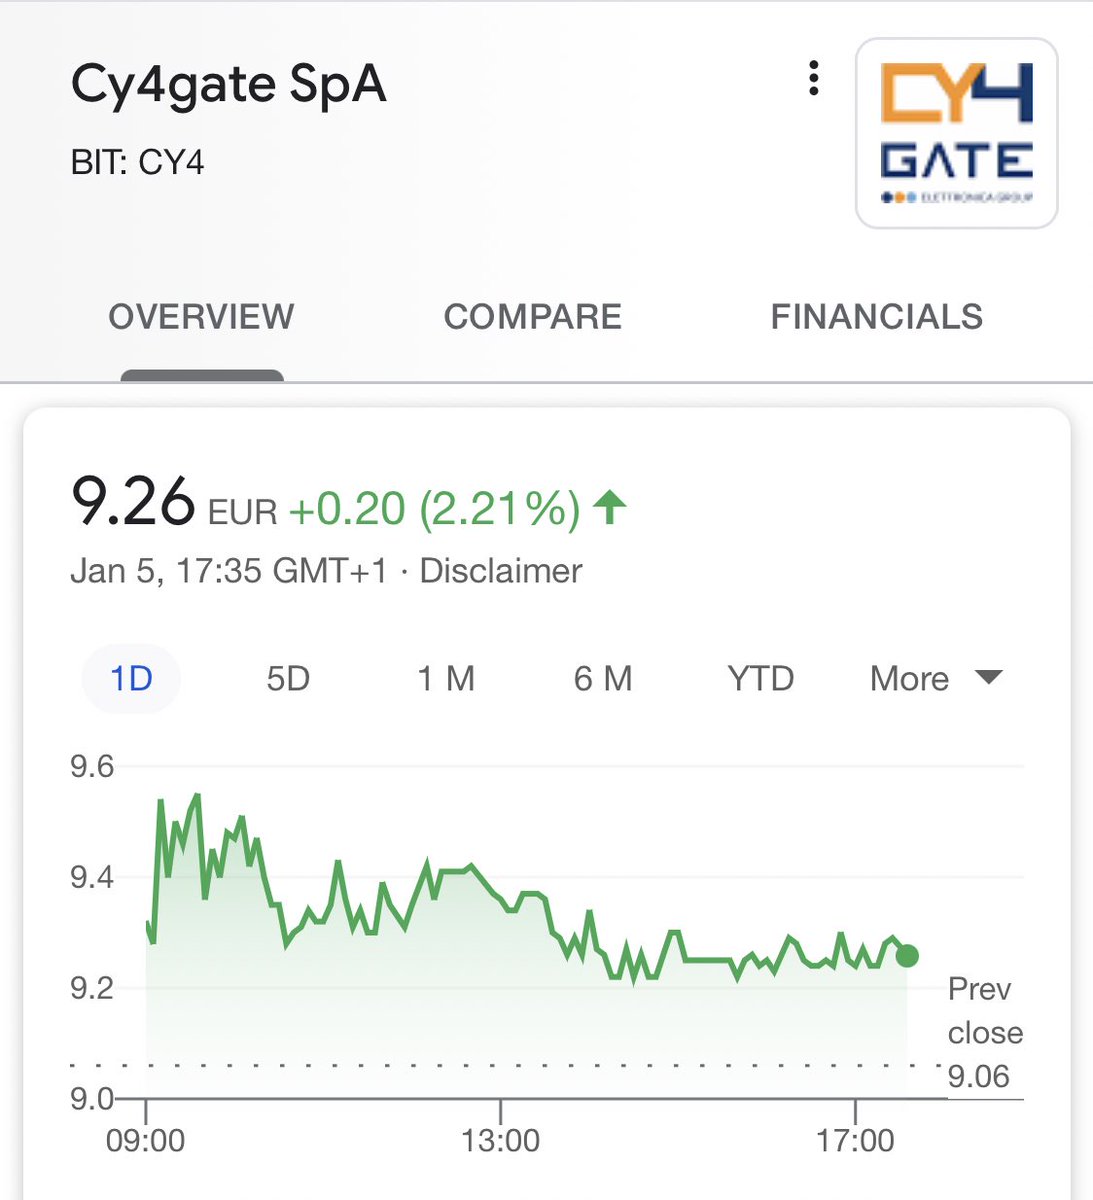 Cy4gate SpA
BIT: CY4
CY4
GATE
ELETTRONICA GROUP
OVERVIEW COMPARE FINANCIALS
9.26 EUR +0.20 (2.21%)
Jan 5, 17:35 GMT+1 · Disclaimer
1D 5D 1 M 6 M YTD More
9.6
9.4
9.2
Prev
close
9.06
9.0
09:00 13:00 17:00